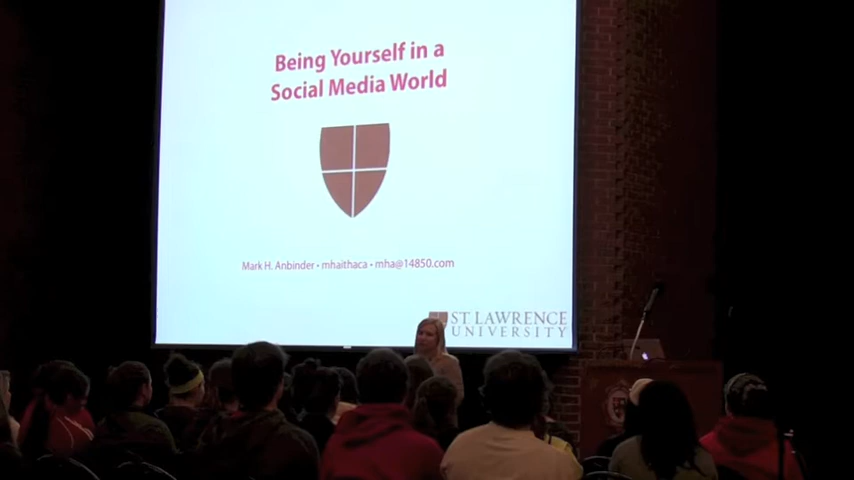 Being Yourself in a
Social Media World
Mark H. Anbinder • mhaithaca • mha@14850.com
ST LAWRENCE
UNIVERSITY